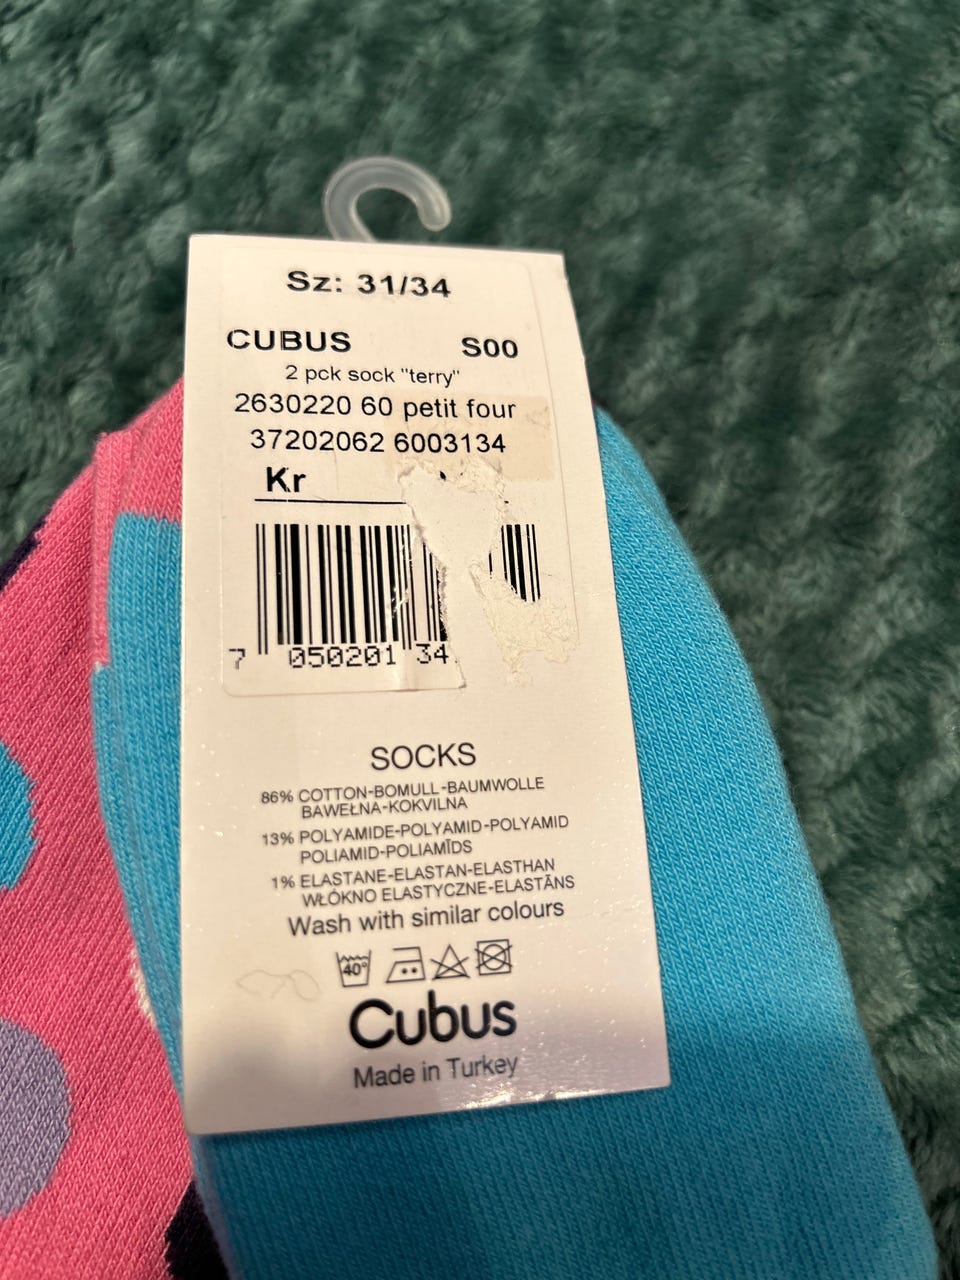 Sz: 31/34
CUBUS S00
2 pck sock "terry"
2630220 60 petit four
37202062 6003134
Kr
7 050201 34
SOCKS
86% COTTON-BOMULL-BAUMWOLLE
BAWEŁNA-KOKVILNA
13% POLYAMIDE-POLYAMID-POLYAMID
POLIAMID-POLIAMĪDS
1% ELASTANE-ELASTAN-ELASTHAN
WŁÓKNO ELASTYCZNE-ELASTĀNS
Wash with similar colours
40°
Cubus
Made in Turkey